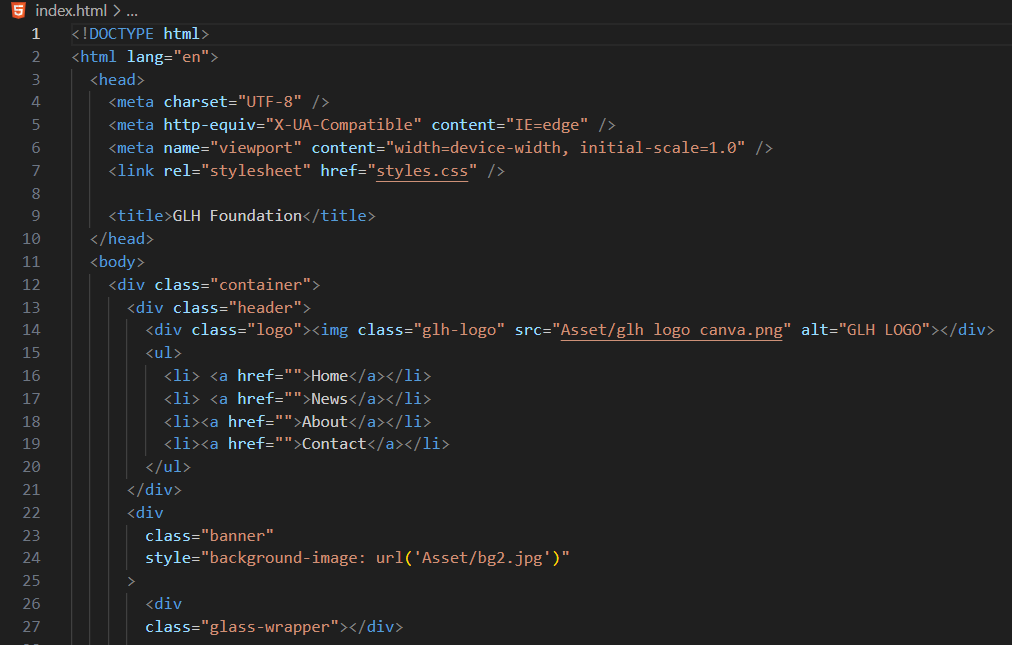 index.html > ...
1 <!DOCTYPE html>
2 <html lang="en">
3 <head>
4 <meta charset="UTF-8" />
5 <meta http-equiv="X-UA-Compatible" content="IE=edge" />
6 <meta name="viewport" content="width=device-width, initial-scale=1.0" />
7 <link rel="stylesheet" href="styles.css" />
8
9 <title>GLH Foundation</title>
10 </head>
11 <body>
12 <div class="container">
13 <div class="header">
14 <div class="logo"><img class="glh-logo" src="Asset/glh logo canva.png" alt="GLH LOGO"></div>
15 <ul>
16 <li> <a href="">Home</a></li>
17 <li> <a href="">News</a></li>
18 <li><a href="">About</a></li>
19 <li><a href="">Contact</a></li>
20 </ul>
21 </div>
22 <div
23 class="banner"
24 style="background-image: url('Asset/bg2.jpg')"
25 >
26 <div
27 class="glass-wrapper"></div>